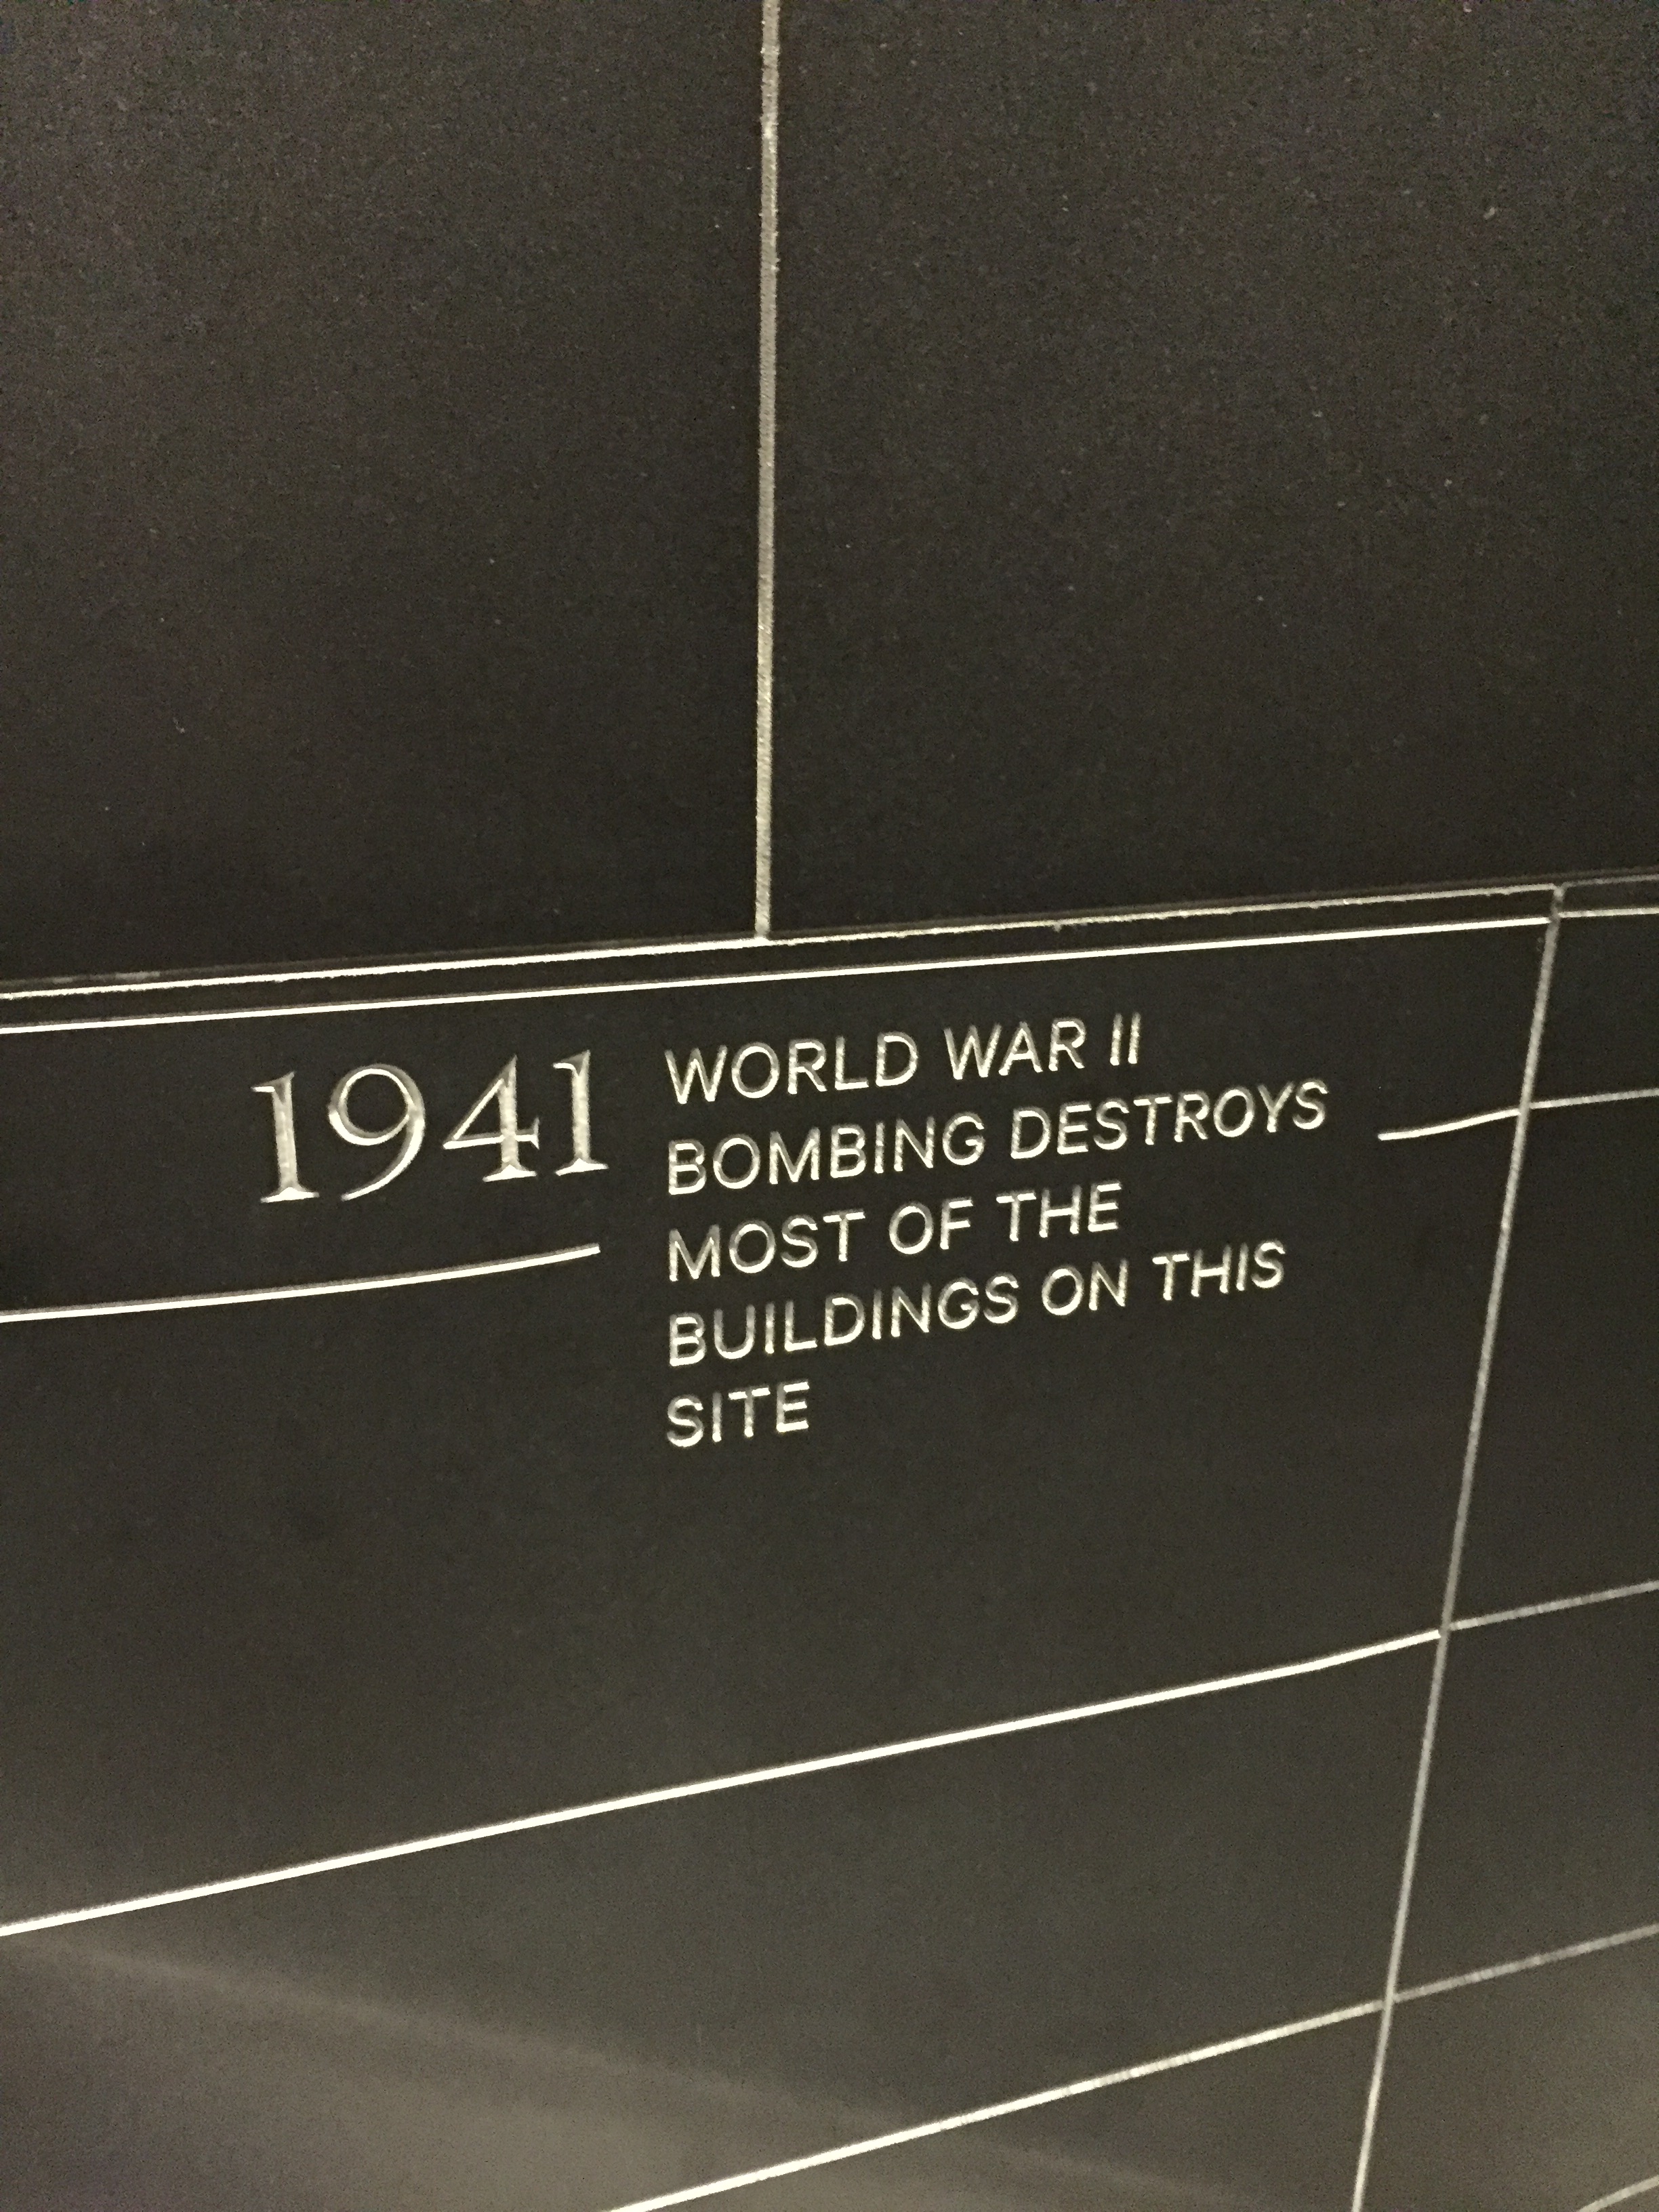 1941
WORLD WAR II
BOMBING DESTROYS
MOST OF THE
BUILDINGS ON THIS
SITE